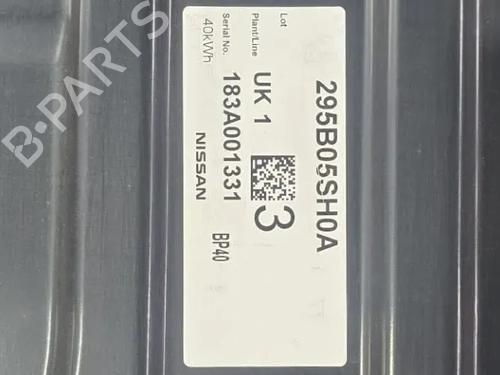 Lot
295B05SH0A
Plant/Line
UK 1
3
Serial No.
183A001331
40kWh
NISSAN
BP40
B-PARTS